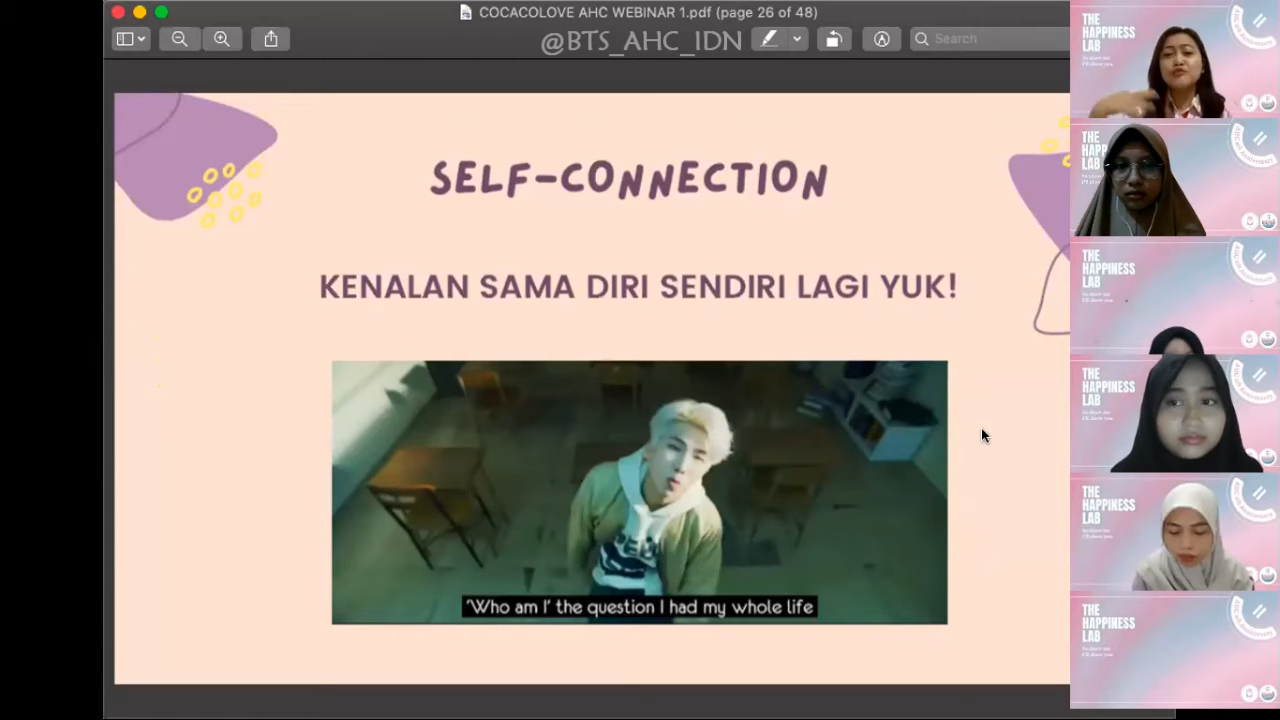 COCACOLOVE AHC WEBINAR 1.pdf (page 26 of 48)
@BTS_AHC_IDN
Search
SELF-CONNECTION
KENALAN SAMA DIRI SENDIRI LAGI YUK!
'Who am I' the question I had my whole life
THE
HAPPINESS
LAB
THE
HAPP
LAB
THE
HAPPINESS
LAB
THE
HAPPINESS
LAB
THE
HAPPINESS
LAB
THE
HAPPINESS
LAB